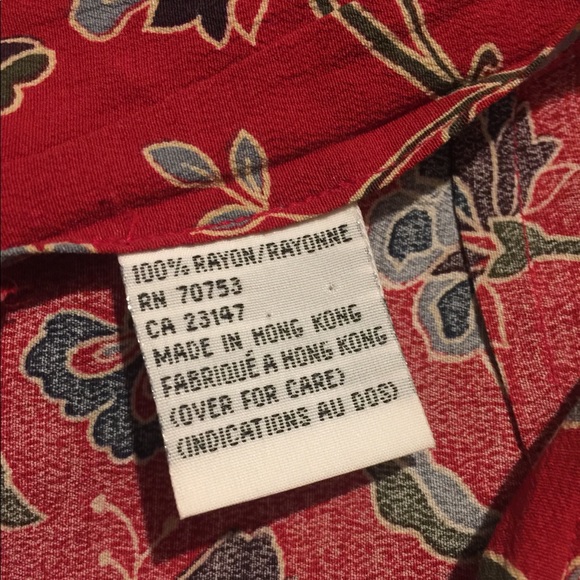 100% RAYON/RAYONNE
RN 70753
CA 23147
MADE IN HONG KONG
FABRIQUÉ A HONG KONG
(OVER FOR CARE)
(INDICATIONS AU DOS)